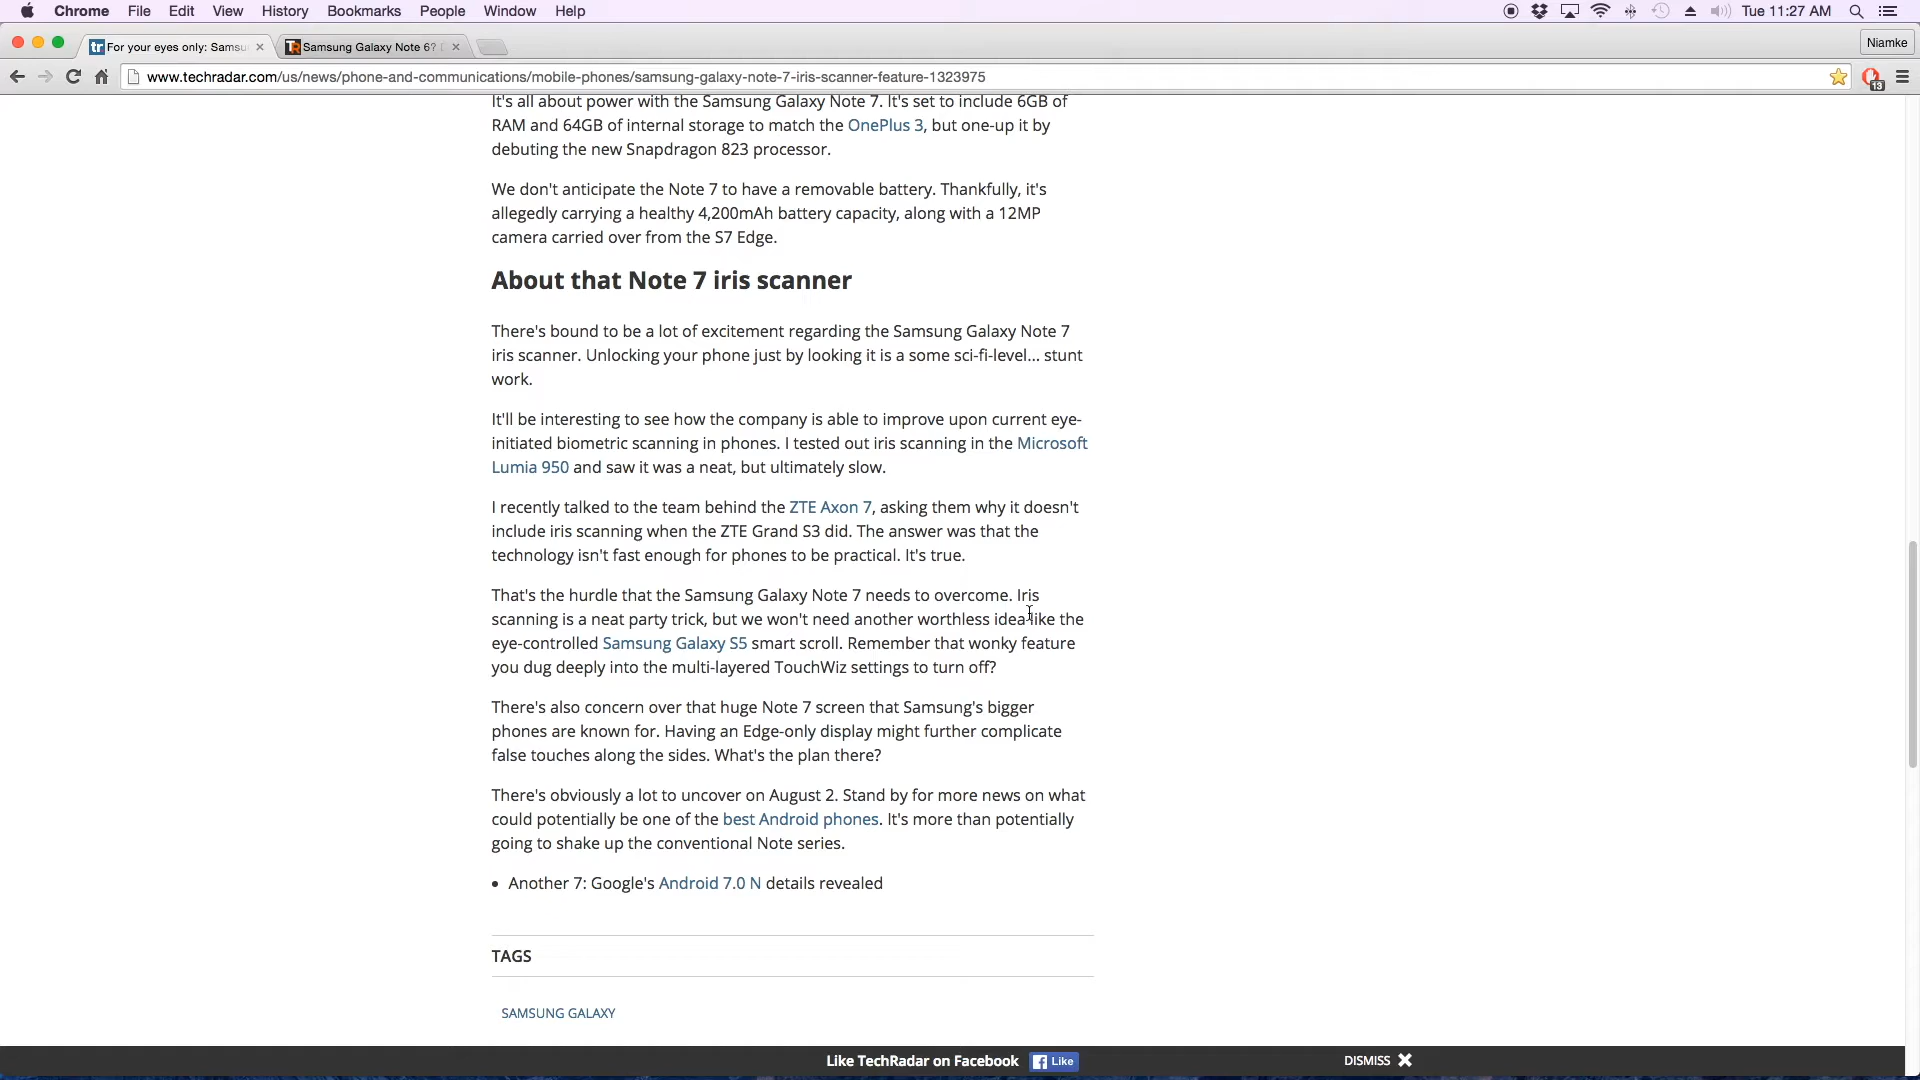 Chrome File Edit View History Bookmarks People Window Help Tue 11:27 AM
For your eyes only: Samsu Samsung Galaxy Note 6? Niamke
www.techradar.com/us/news/phone-and-communications/mobile-phones/samsung-galaxy-note-7-iris-scanner-feature-1323975 13
It's all about power with the Samsung Galaxy Note 7. It's set to include 6GB of
RAM and 64GB of internal storage to match the OnePlus 3, but one-up it by
debuting the new Snapdragon 823 processor.
We don't anticipate the Note 7 to have a removable battery. Thankfully, it's
allegedly carrying a healthy 4,200mAh battery capacity, along with a 12MP
camera carried over from the S7 Edge.
About that Note 7 iris scanner
There's bound to be a lot of excitement regarding the Samsung Galaxy Note 7
iris scanner. Unlocking your phone just by looking it is a some sci-fi-level... stunt
work.
It'll be interesting to see how the company is able to improve upon current eye-
initiated biometric scanning in phones. I tested out iris scanning in the Microsoft
Lumia 950 and saw it was a neat, but ultimately slow.
I recently talked to the team behind the ZTE Axon 7, asking them why it doesn't
include iris scanning when the ZTE Grand S3 did. The answer was that the
technology isn't fast enough for phones to be practical. It's true.
That's the hurdle that the Samsung Galaxy Note 7 needs to overcome. Iris
scanning is a neat party trick, but we won't need another worthless idea like the
eye-controlled Samsung Galaxy S5 smart scroll. Remember that wonky feature
you dug deeply into the multi-layered TouchWiz settings to turn off?
There's also concern over that huge Note 7 screen that Samsung's bigger
phones are known for. Having an Edge-only display might further complicate
false touches along the sides. What's the plan there?
There's obviously a lot to uncover on August 2. Stand by for more news on what
could potentially be one of the best Android phones. It's more than potentially
going to shake up the conventional Note series.
• Another 7: Google's Android 7.0 N details revealed
TAGS
SAMSUNG GALAXY
Like TechRadar on Facebook Like DISMISS